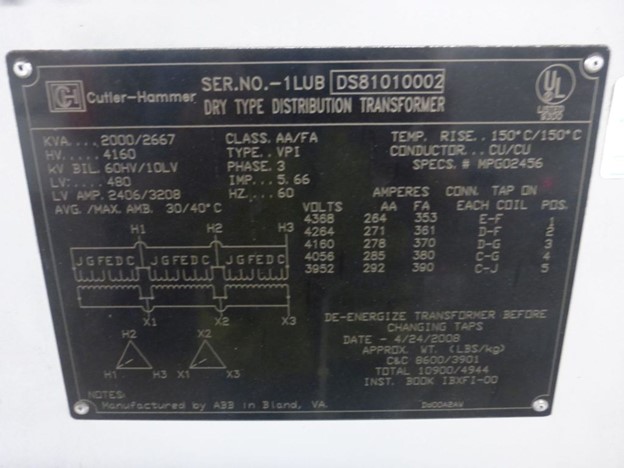 CH Cutler-Hammer SER.NO.-1LUB DS81010002
DRY TYPE DISTRIBUTION TRANSFORMER
UL
LISTED
KVA.... 2000/2667 CLASS. AA/FA TEMP. RISE.. 150°C/150°C
HV..... 4160 TYPE.. VPI CONDUCTOR... CU/CU
KV BIL. 60HV/10LV PHASE. 3 SPECS. # MPG02456
LV:.... 480 IMP... 5.66
LV AMP. 2406/3208 HZ.... 60 AMPERES CONN. TAP ON
AVG. /MAX. AMB. 30/40°C VOLTS AA FA EACH COIL POS.
4368 264 353 E-F 1
4264 271 361 D-F 2
4160 278 370 D-G 3
4056 285 380 C-G 4
3952 292 390 C-J 5
H1 H2 H3
JGFEDC JGFEDC JGFEDC
X1 X2 X3
H2 X2
H1 H3 X1 X3
DE-ENERGIZE TRANSFORMER BEFORE
CHANGING TAPS
DATE - 4/24/2008
APPROX. WT. (LBS/kg)
C&C 8600/3901
TOTAL 10900/4944
INST. BOOK IBXFI-00
NOTES:
Manufactured by ABB in Bland, VA.